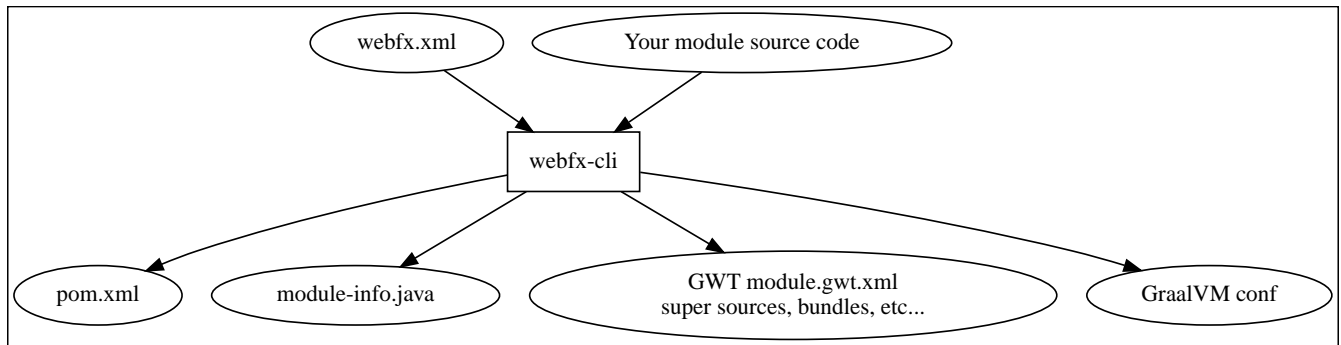 webfx.xml
Your module source code
webfx-cli
pom.xml
module-info.java
GWT module.gwt.xml
super sources, bundles, etc...
GraalVM conf